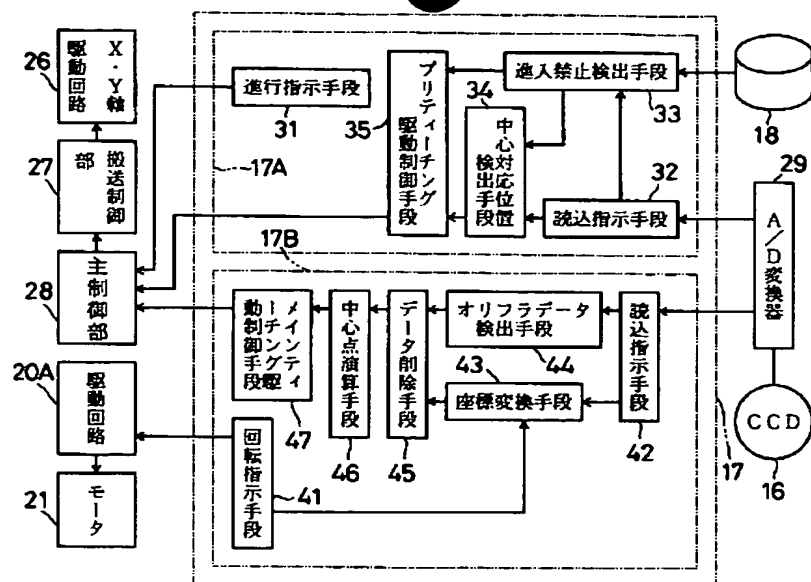 26
X・Y軸
駆動回路
27
搬送制御
部
28
主制御部
20A
駆動回路
21
モータ
17A
進行指示手段
31
35
プリティーチング
駆動制御手段
34
中心対応位置
検出手段
進入禁止検出手段
33
32
読込指示手段
18
29
A/D変換器
CCD
16
17
17B
メインティ
ーチング駆
動制御手段
47
中心点演算手段
46
データ削除手段
45
オリフラデータ
検出手段
44
43
座標変換手段
読込指示手段
42
回転指示手段
41